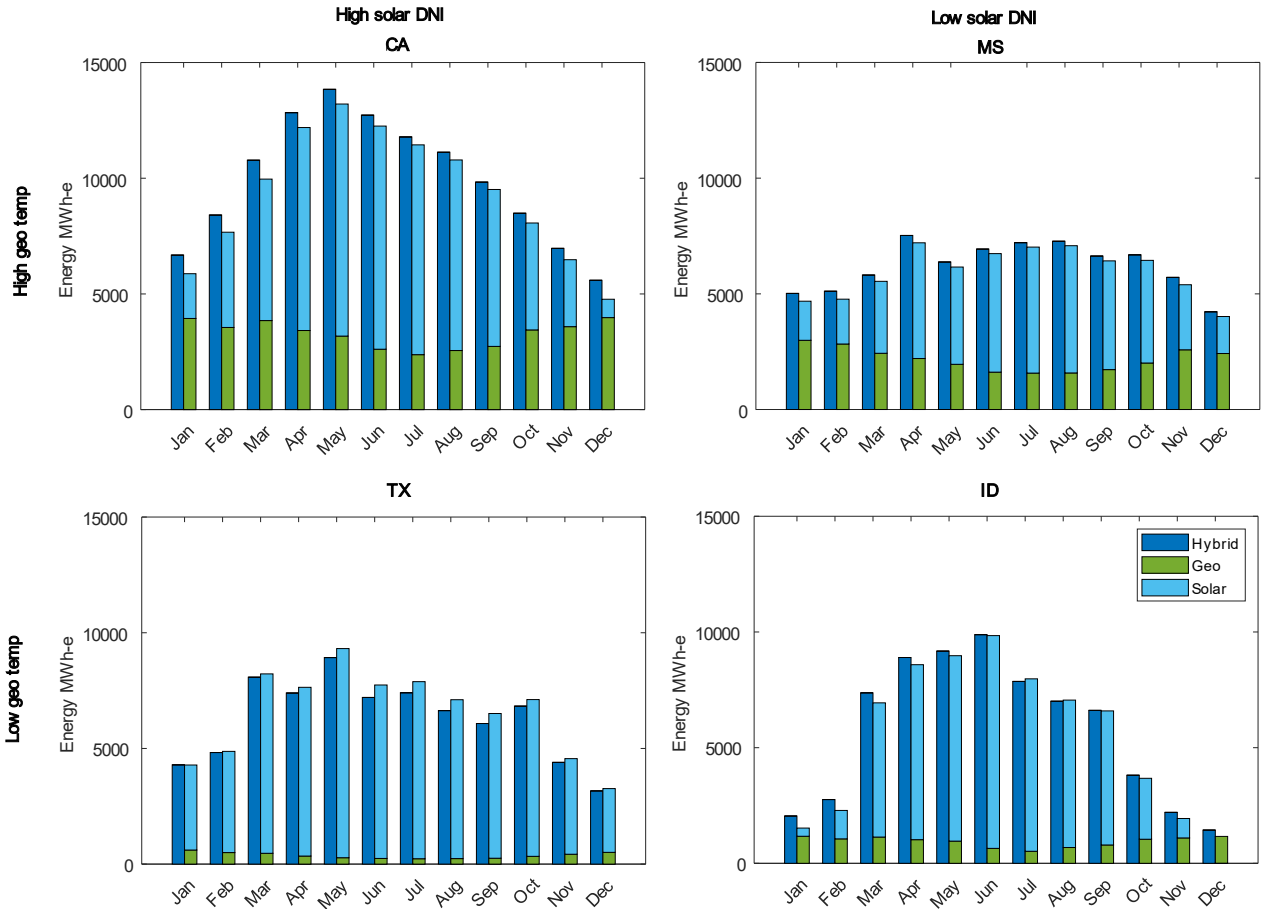 High solar DNI
Low solar DNI
CA
MS
High geo temp
Energy MWh-e
15000
10000
5000
0
Jan Feb Mar Apr May Jun Jul Aug Sep Oct Nov Dec
Energy MWh-e
15000
10000
5000
0
Jan Feb Mar Apr May Jun Jul Aug Sep Oct Nov Dec
TX
ID
Low geo temp
Energy MWh-e
15000
10000
5000
0
Jan Feb Mar Apr May Jun Jul Aug Sep Oct Nov Dec
Energy MWh-e
15000
10000
5000
0
Jan Feb Mar Apr May Jun Jul Aug Sep Oct Nov Dec
Hybrid
Geo
Solar